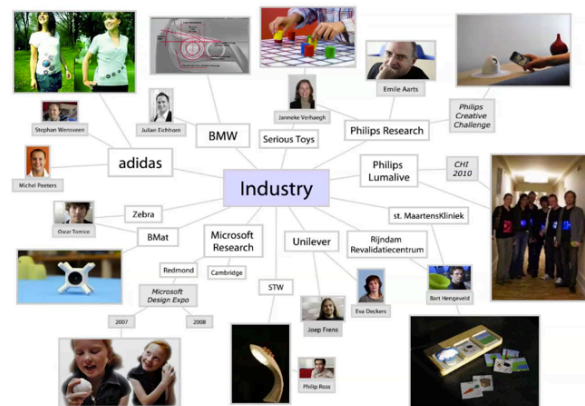 Stephan Wensveen
Julian Eichhorn
BMW
Janneke Verhaegh
Serious Toys
Emile Aarts
Philips Research
Philips
Creative
Challenge
adidas
Michel Peeters
Industry
Philips
Lumalive
CHI
2010
Zebra
Oscar Tomico
BMat
Microsoft
Research
Unilever
Rijndam
Revalidatiecentrum
st. MaartensKliniek
Redmond
Cambridge
STW
Microsoft
Design Expo
2007
2008
Eva Deckers
Bart Hengeveld
Joep Frens
Philip Ross